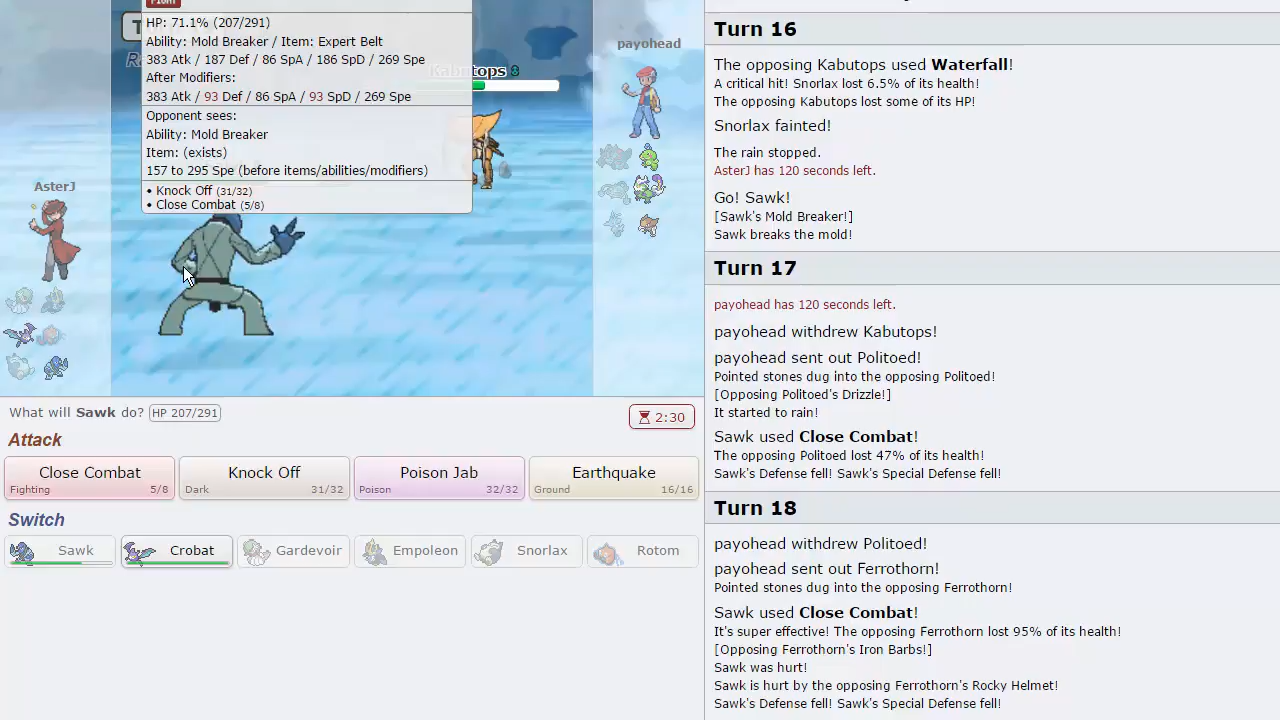 HP: 71.1% (207/291)
Ability: Mold Breaker / Item: Expert Belt
383 Atk / 187 Def / 86 SpA / 186 SpD / 269 Spe
After Modifiers:
383 Atk / 93 Def / 86 SpA / 93 SpD / 269 Spe
Opponent sees:
Ability: Mold Breaker
Item: (exists)
157 to 295 Spe (before items/abilities/modifiers)
• Knock Off (31/32)
• Close Combat (5/8)
payohead
AsterJ
What will Sawk do? HP 207/291
2:30
Attack
Close Combat
Fighting 5/8
Knock Off
Dark 31/32
Poison Jab
Poison 32/32
Earthquake
Ground 16/16
Switch
Sawk
Crobat
Gardevoir
Empoleon
Snorlax
Rotom
Turn 16
The opposing Kabutops used Waterfall!
A critical hit! Snorlax lost 6.5% of its health!
The opposing Kabutops lost some of its HP!
Snorlax fainted!
The rain stopped.
AsterJ has 120 seconds left.
Go! Sawk!
[Sawk's Mold Breaker!]
Sawk breaks the mold!
Turn 17
payohead has 120 seconds left.
payohead withdrew Kabutops!
payohead sent out Politoed!
Pointed stones dug into the opposing Politoed!
[Opposing Politoed's Drizzle!]
It started to rain!
Sawk used Close Combat!
The opposing Politoed lost 47% of its health!
Sawk's Defense fell! Sawk's Special Defense fell!
Turn 18
payohead withdrew Politoed!
payohead sent out Ferrothorn!
Pointed stones dug into the opposing Ferrothorn!
Sawk used Close Combat!
It's super effective! The opposing Ferrothorn lost 95% of its health!
[Opposing Ferrothorn's Iron Barbs!]
Sawk was hurt!
Sawk is hurt by the opposing Ferrothorn's Rocky Helmet!
Sawk's Defense fell! Sawk's Special Defense fell!